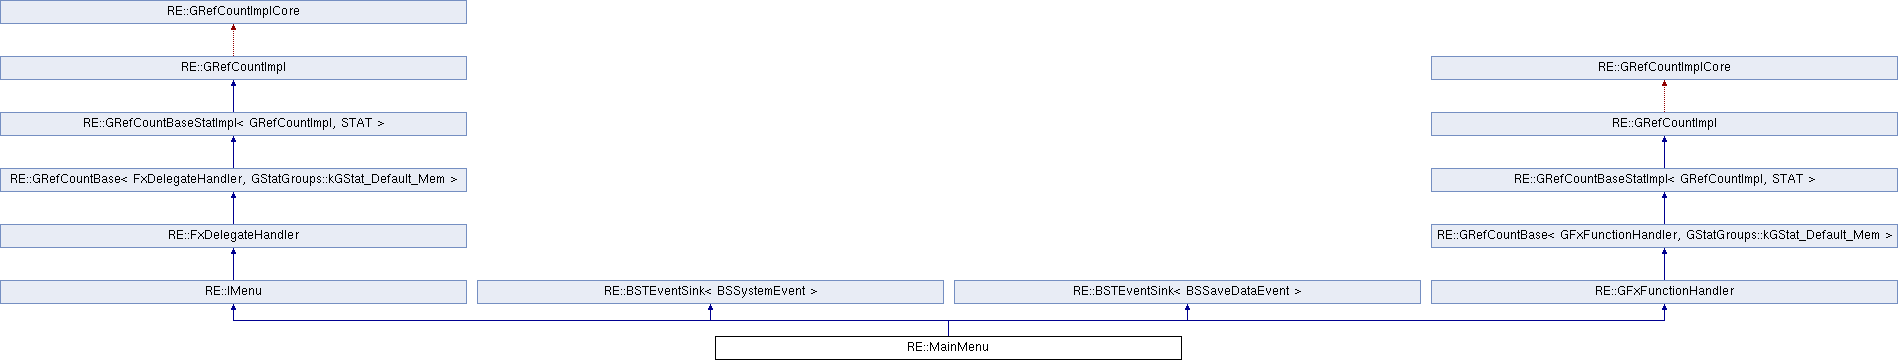 RE::GRefCountImplCore
RE::GRefCountImpl
RE::GRefCountImplCore
RE::GRefCountBaseStatImpl< GRefCountImpl, STAT >
RE::GRefCountImpl
RE::GRefCountBase< FxDelegateHandler, GStatGroups::kGStat_Default_Mem >
RE::GRefCountBaseStatImpl< GRefCountImpl, STAT >
RE::FxDelegateHandler
RE::GRefCountBase< GFxFunctionHandler, GStatGroups::kGStat_Default_Mem >
RE::IMenu
RE::BSTEventSink< BSSystemEvent >
RE::BSTEventSink< BSSaveDataEvent >
RE::GFxFunctionHandler
RE::MainMenu